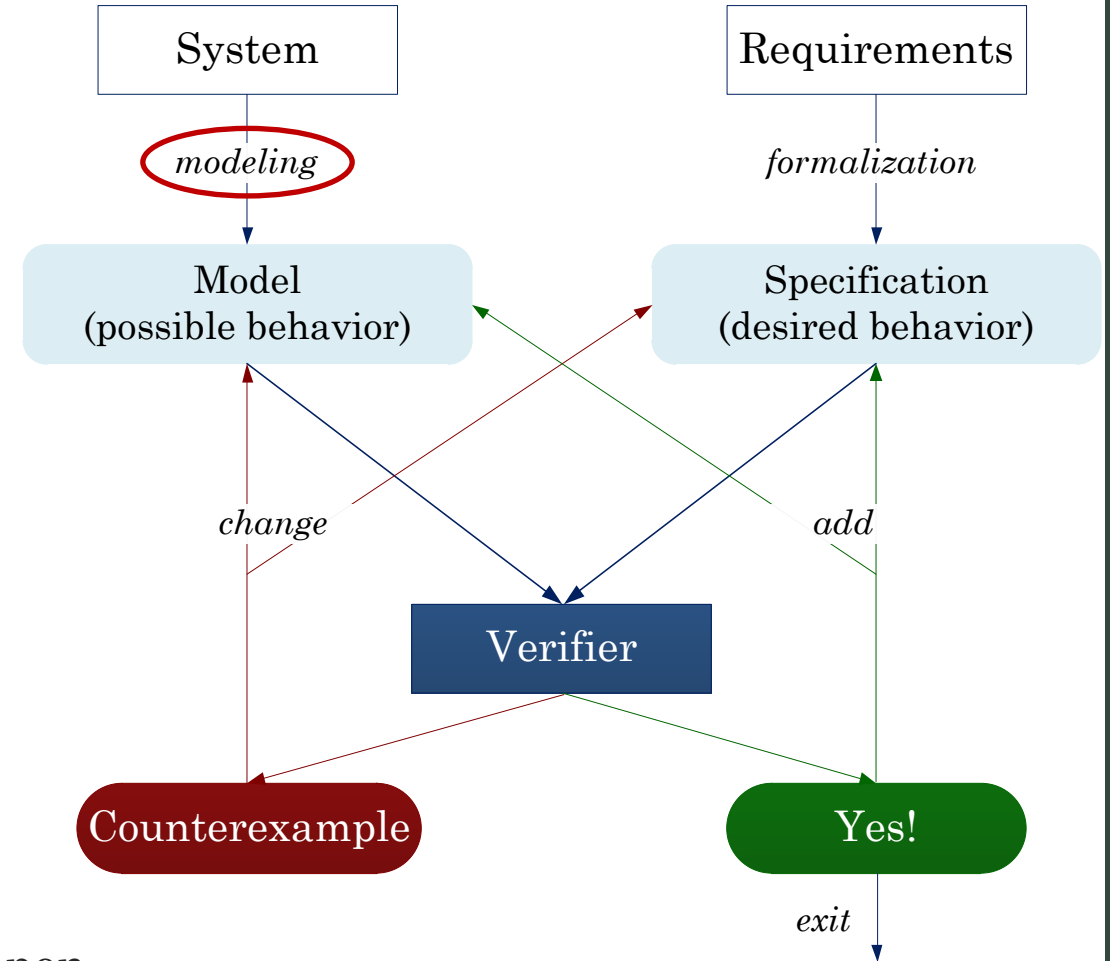 System
Requirements
modeling
formalization
Model
(possible behavior)
Specification
(desired behavior)
change
add
Verifier
Counterexample
Yes!
exit